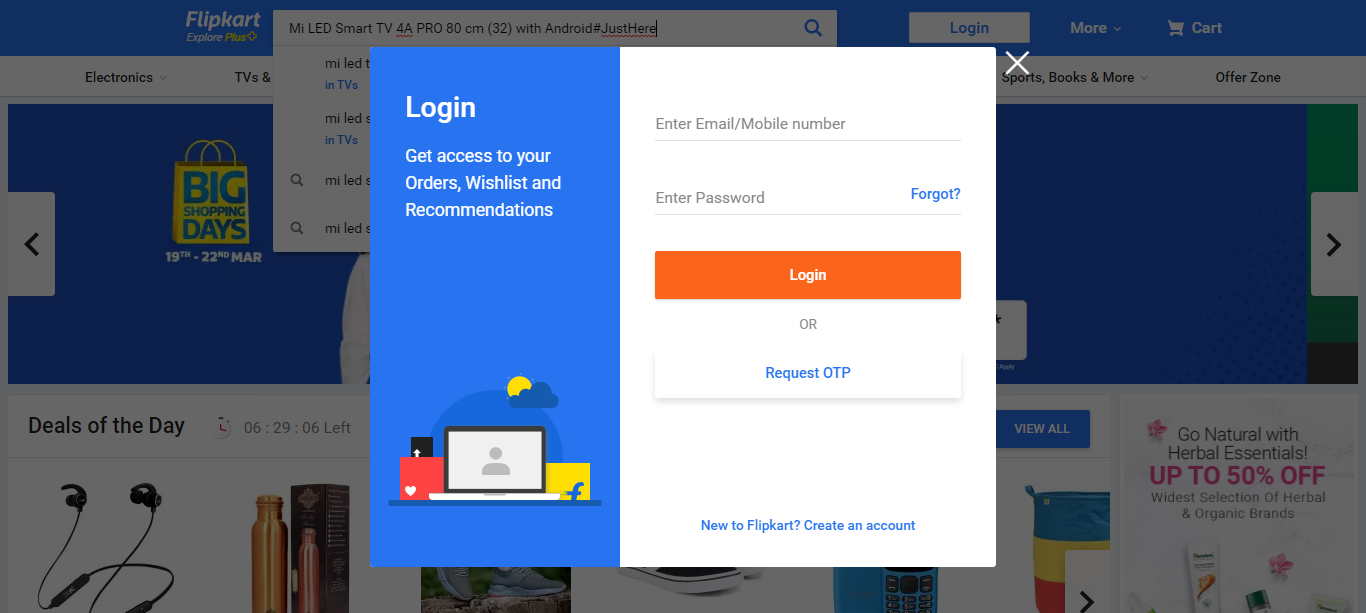 Flipkart
Explore Plus
Mi LED Smart TV 4A PRO 80 cm (32) with Android#JustHere
Login
More
Cart
Electronics
TVs &
Sports, Books & More
Offer Zone
mi led t
in TVs
mi led s
in TVs
mi led s
mi led s
BIG
SHOPPING
DAYS
19TH - 22ND MAR
Login
Get access to your
Orders, Wishlist and
Recommendations
Enter Email/Mobile number
Enter Password
Forgot?
Login
OR
Request OTP
New to Flipkart? Create an account
*
Apply
Deals of the Day
06 : 29 : 06 Left
VIEW ALL
Go Natural with
Herbal Essentials!
UP TO 50% OFF
Widest Selection Of Herbal
& Organic Brands